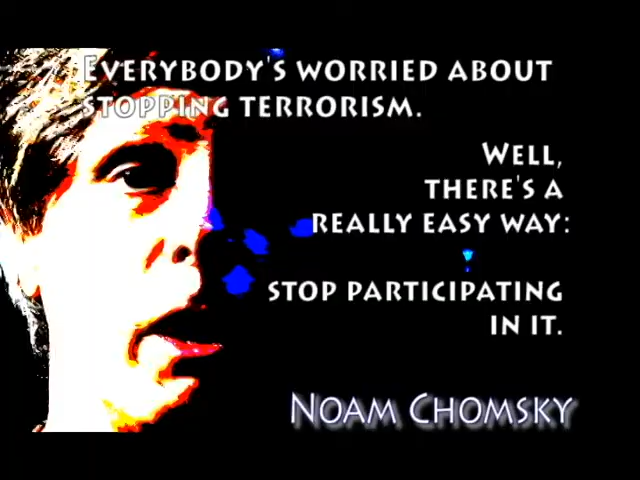 Everybody's worried about
stopping terrorism.
Well,
there's a
really easy way:
stop participating
in it.
Noam Chomsky